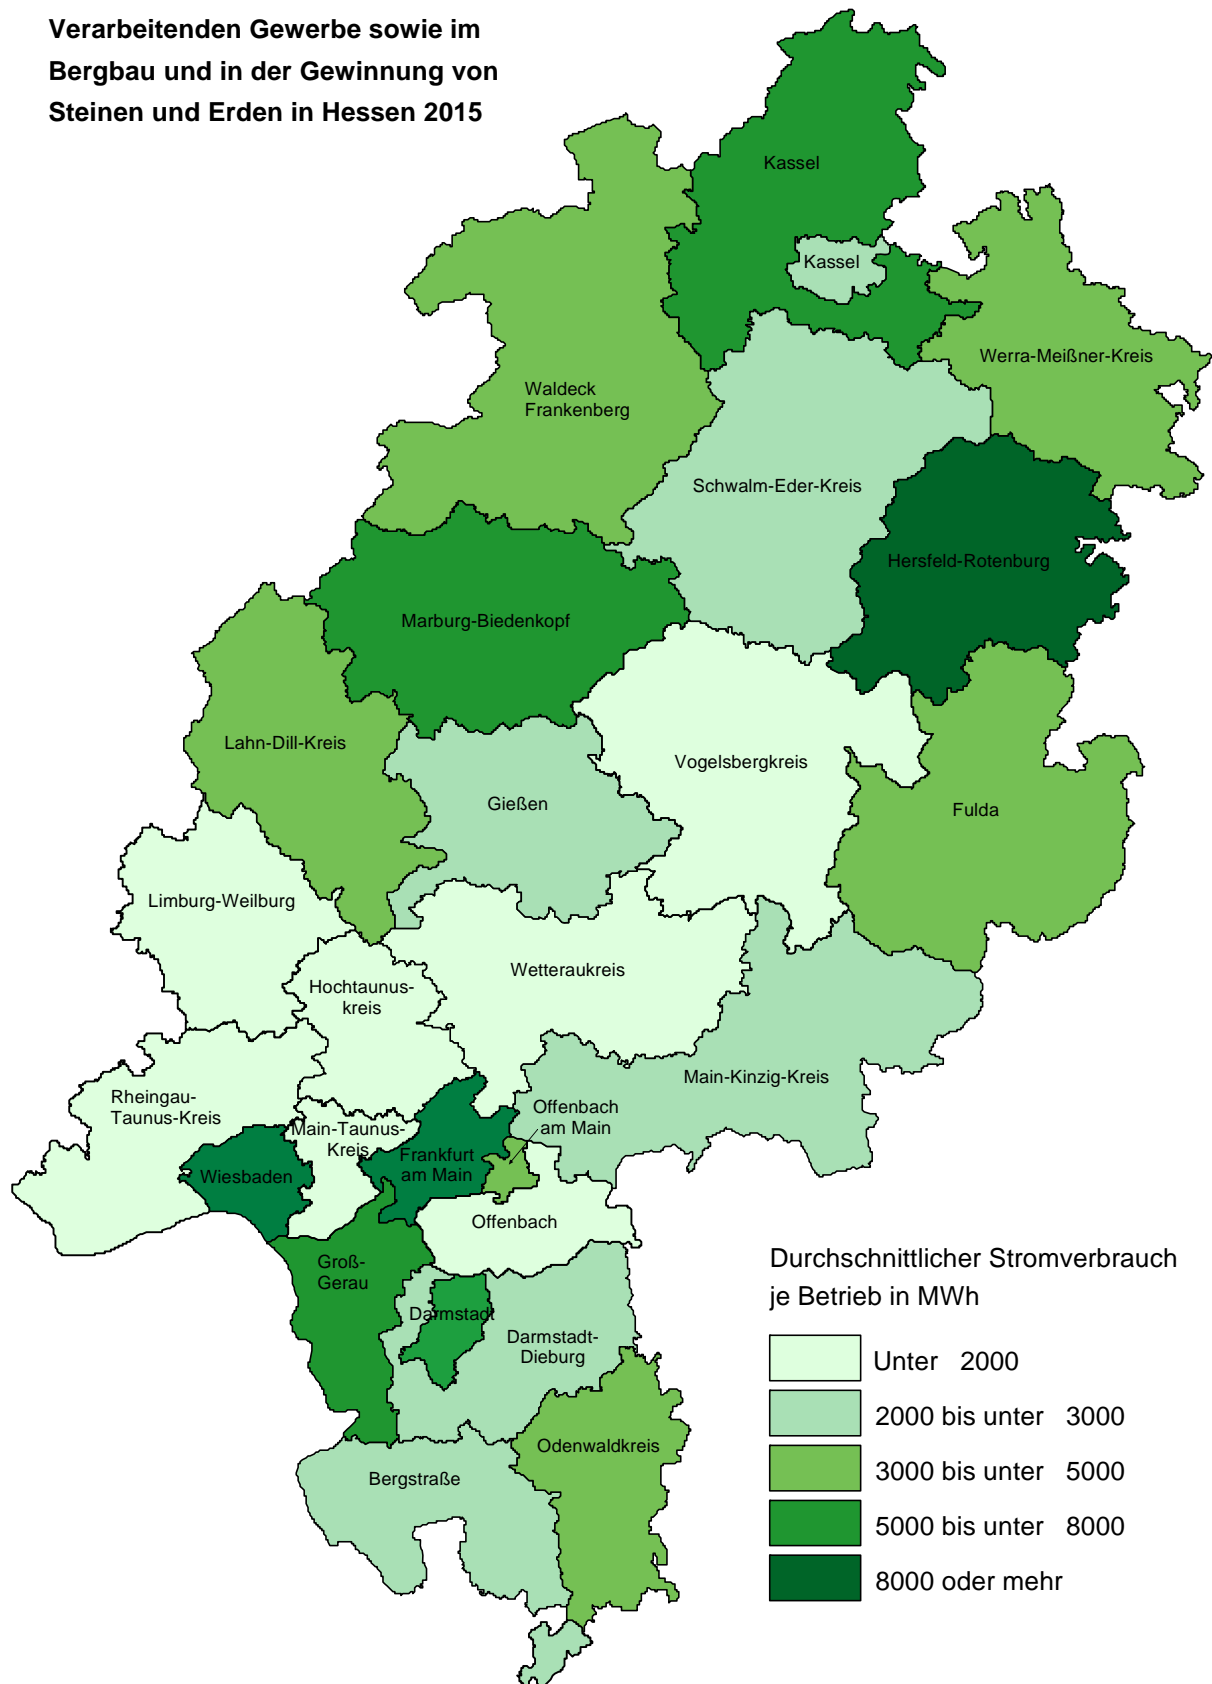 Verarbeitenden Gewerbe sowie im
Bergbau und in der Gewinnung von
Steinen und Erden in Hessen 2015
Kassel
Kassel
Werra-Meißner-Kreis
Waldeck
Frankenberg
Schwalm-Eder-Kreis
Hersfeld-Rotenburg
Marburg-Biedenkopf
Lahn-Dill-Kreis
Vogelsbergkreis
Gießen
Fulda
Limburg-Weilburg
Wetteraukreis
Hochtaunus-
kreis
Main-Kinzig-Kreis
Rheingau-
Taunus-Kreis
Offenbach
am Main
Main-Taunus-
Kreis
Frankfurt
am Main
Wiesbaden
Offenbach
Groß-
Gerau
Darmstadt
Darmstadt-
Dieburg
Odenwaldkreis
Bergstraße
Durchschnittlicher Stromverbrauch
je Betrieb in MWh
Unter 2000
2000 bis unter 3000
3000 bis unter 5000
5000 bis unter 8000
8000 oder mehr